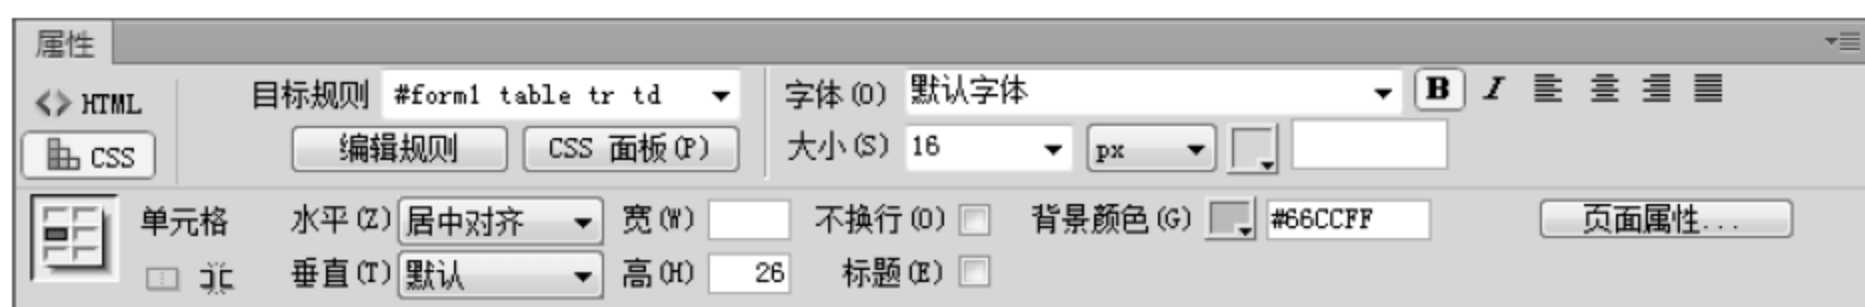 属性
HTML 目标规则 #form1 table tr td 字体(O) 默认字体 B I
CSS 编辑规则 CSS 面板(P) 大小(S) 16 px
单元格 水平(Z) 居中对齐 宽(W) 不换行(O) 背景颜色(G) #66CCFF 页面属性...
垂直(T) 默认 高(H) 26 标题(E)